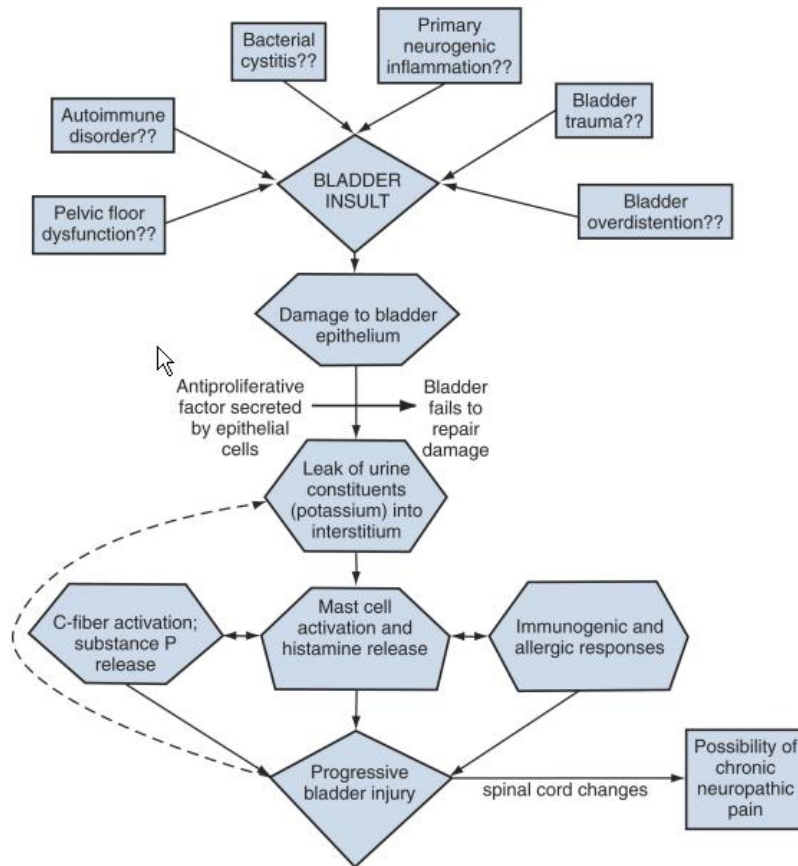 Bacterial
cystitis??
Primary
neurogenic
inflammation??
Autoimmune
disorder??
Bladder
trauma??
BLADDER
INSULT
Pelvic floor
dysfunction??
Bladder
overdistention??
Damage to bladder
epithelium
Antiproliferative
factor secreted
by epithelial
cells
Bladder
fails to
repair
damage
Leak of urine
constituents
(potassium) into
interstitium
C-fiber activation;
substance P
release
Mast cell
activation and
histamine release
Immunogenic and
allergic responses
Progressive
bladder injury
spinal cord changes
Possibility of
chronic
neuropathic
pain